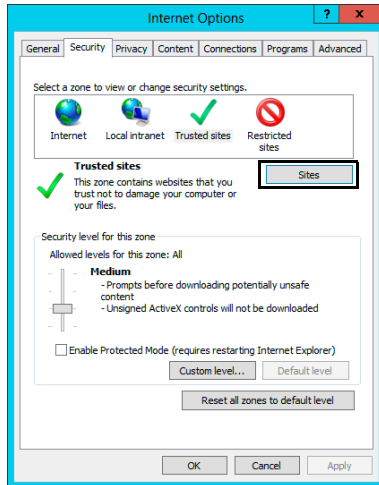 Internet Options
?
x
General Security Privacy Content Connections Programs Advanced
Select a zone to view or change security settings.
Internet Local intranet Trusted sites Restricted
sites
Trusted sites
Sites
This zone contains websites that you
trust not to damage your computer or
your files.
Security level for this zone
Allowed levels for this zone: All
Medium
- Prompts before downloading potentially unsafe
content
- Unsigned ActiveX controls will not be downloaded
Enable Protected Mode (requires restarting Internet Explorer)
Custom level... Default level
Reset all zones to default level
OK Cancel Apply